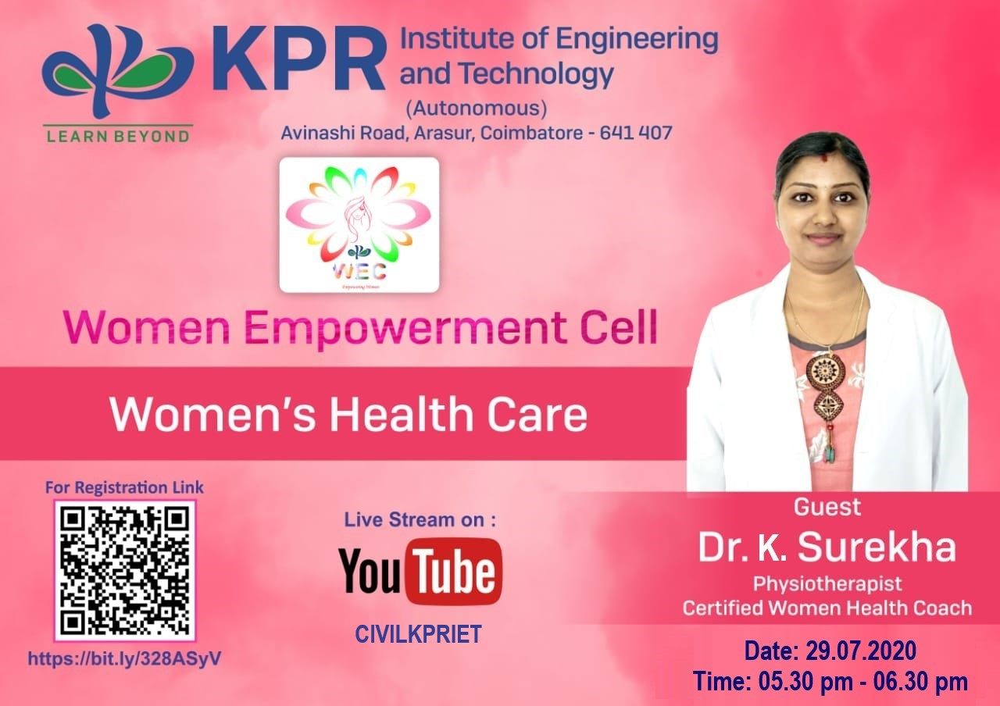 KPR Institute of Engineering
and Technology
(Autonomous)
Avinashi Road, Arasur, Coimbatore - 641 407
LEARN BEYOND
WEC
Empowering Women
Women Empowerment Cell
Women's Health Care
For Registration Link
https://bit.ly/328ASyV
Live Stream on :
YouTube
CIVILKPRIET
Guest
Dr. K. Surekha
Physiotherapist
Certified Women Health Coach
Date: 29.07.2020
Time: 05.30 pm - 06.30 pm